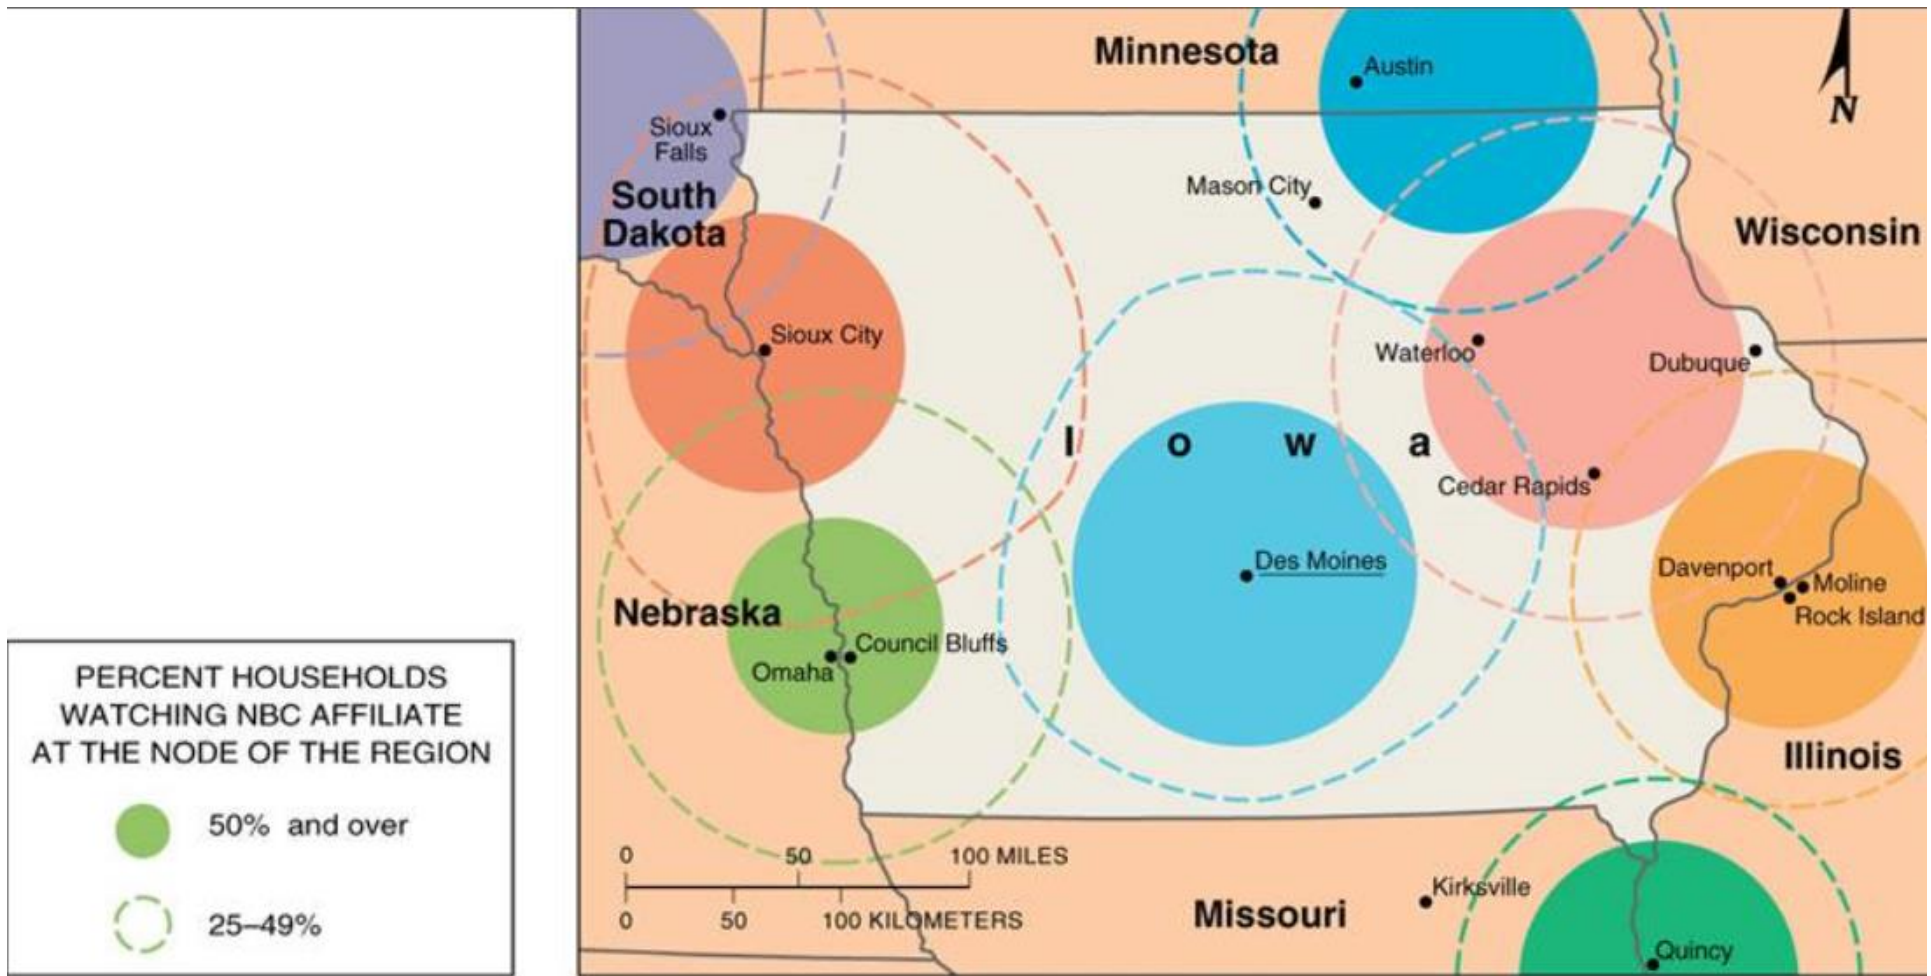 Minnesota
Austin
N
Sioux
Falls
South
Dakota
Mason City
Wisconsin
Sioux City
Waterloo
Dubuque
I o w a
Cedar Rapids
Des Moines
Davenport
Moline
Rock Island
Nebraska
Council Bluffs
Omaha
Illinois
PERCENT HOUSEHOLDS
WATCHING NBC AFFILIATE
AT THE NODE OF THE REGION
50% and over
25–49%
0 50 100 MILES
0 50 100 KILOMETERS
Kirksville
Missouri
Quincy